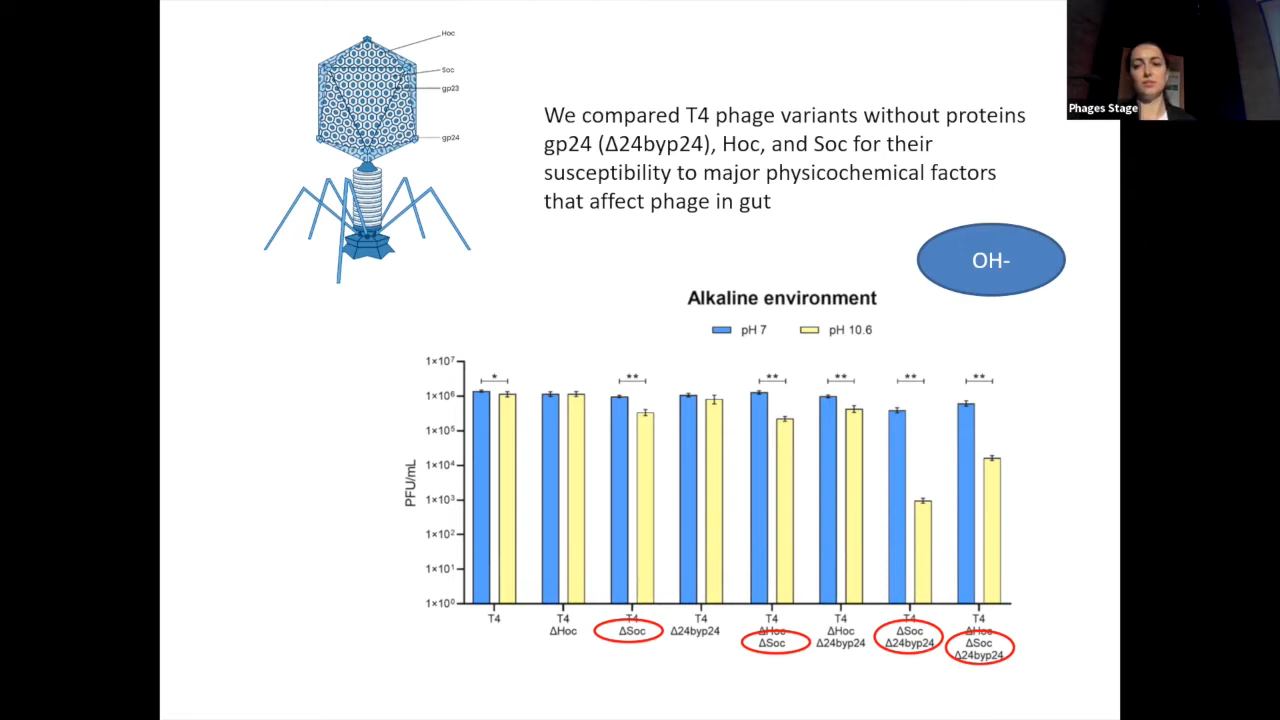 Hoc
Soc
gp23
gp24
Phages Stage
We compared T4 phage variants without proteins
gp24 (Δ24byp24), Hoc, and Soc for their
susceptibility to major physicochemical factors
that affect phage in gut
OH-
Alkaline environment
pH 7
pH 10.6
PFU/mL
1×10⁷
1×10⁶
1×10⁵
1×10⁴
1×10³
1×10²
1×10¹
1×10⁰
*
**
**
**
**
**
T4
T4
ΔHoc
T4
ΔSoc
T4
Δ24byp24
T4
ΔHoc
ΔSoc
T4
ΔHoc
Δ24byp24
T4
ΔSoc
Δ24byp24
T4
ΔHoc
ΔSoc
Δ24byp24